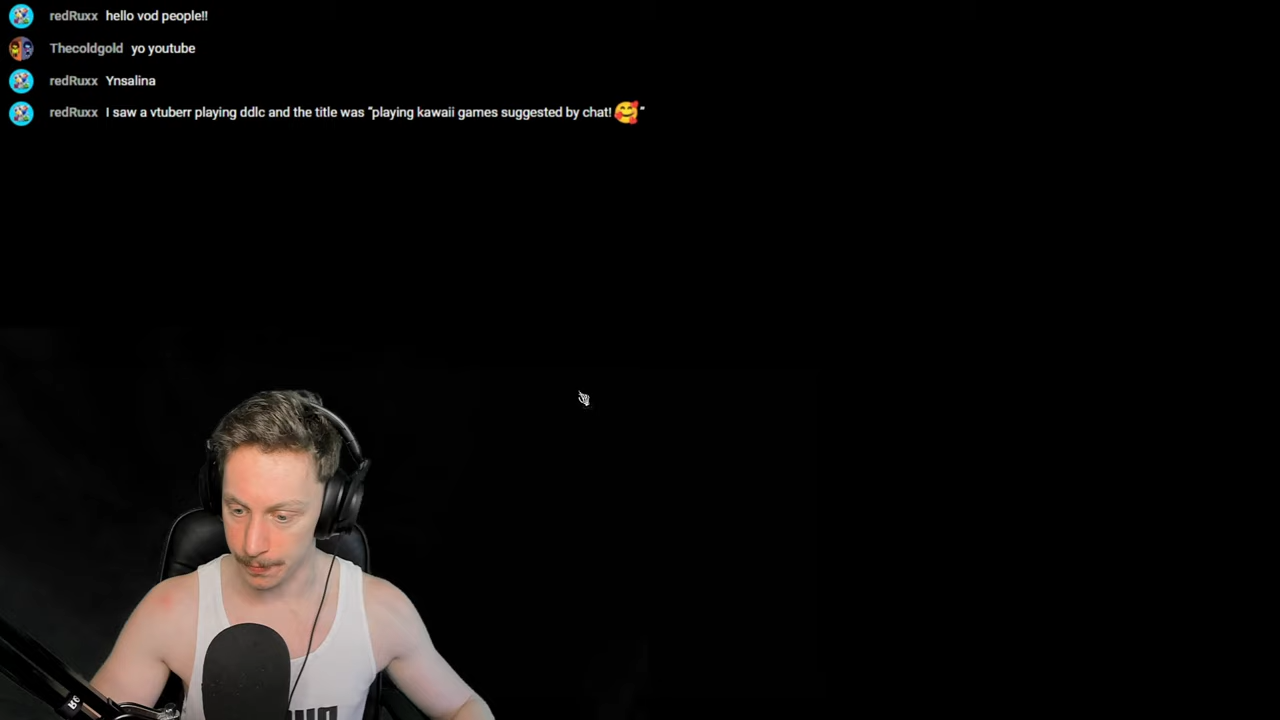 redRuxx hello vod people!!
Thecoldgold yo youtube
redRuxx Ynsalina
redRuxx I saw a vtuberr playing ddlc and the title was “playing kawaii games suggested by chat! 🥰”